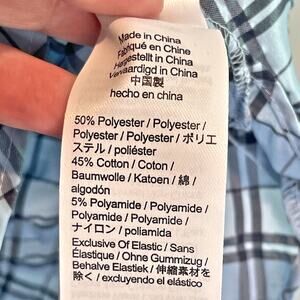 Made in China
Fabriqué en Chine
Hergestellt in China
Vervaardigd in China
中国製
hecho en china
50% Polyester / Polyester /
Polyester / Polyester / ポリエ
ステル / poliéster
45% Cotton / Coton /
Baumwolle / Katoen / 綿 /
algodón
5% Polyamide / Polyamide /
Polyamide / Polyamide /
ナイロン / poliamida
Exclusive Of Elastic / Sans
Élastique / Ohne Gummizug /
Behalve Elastiek / 伸縮素材を
除く / excluyendo el elástico